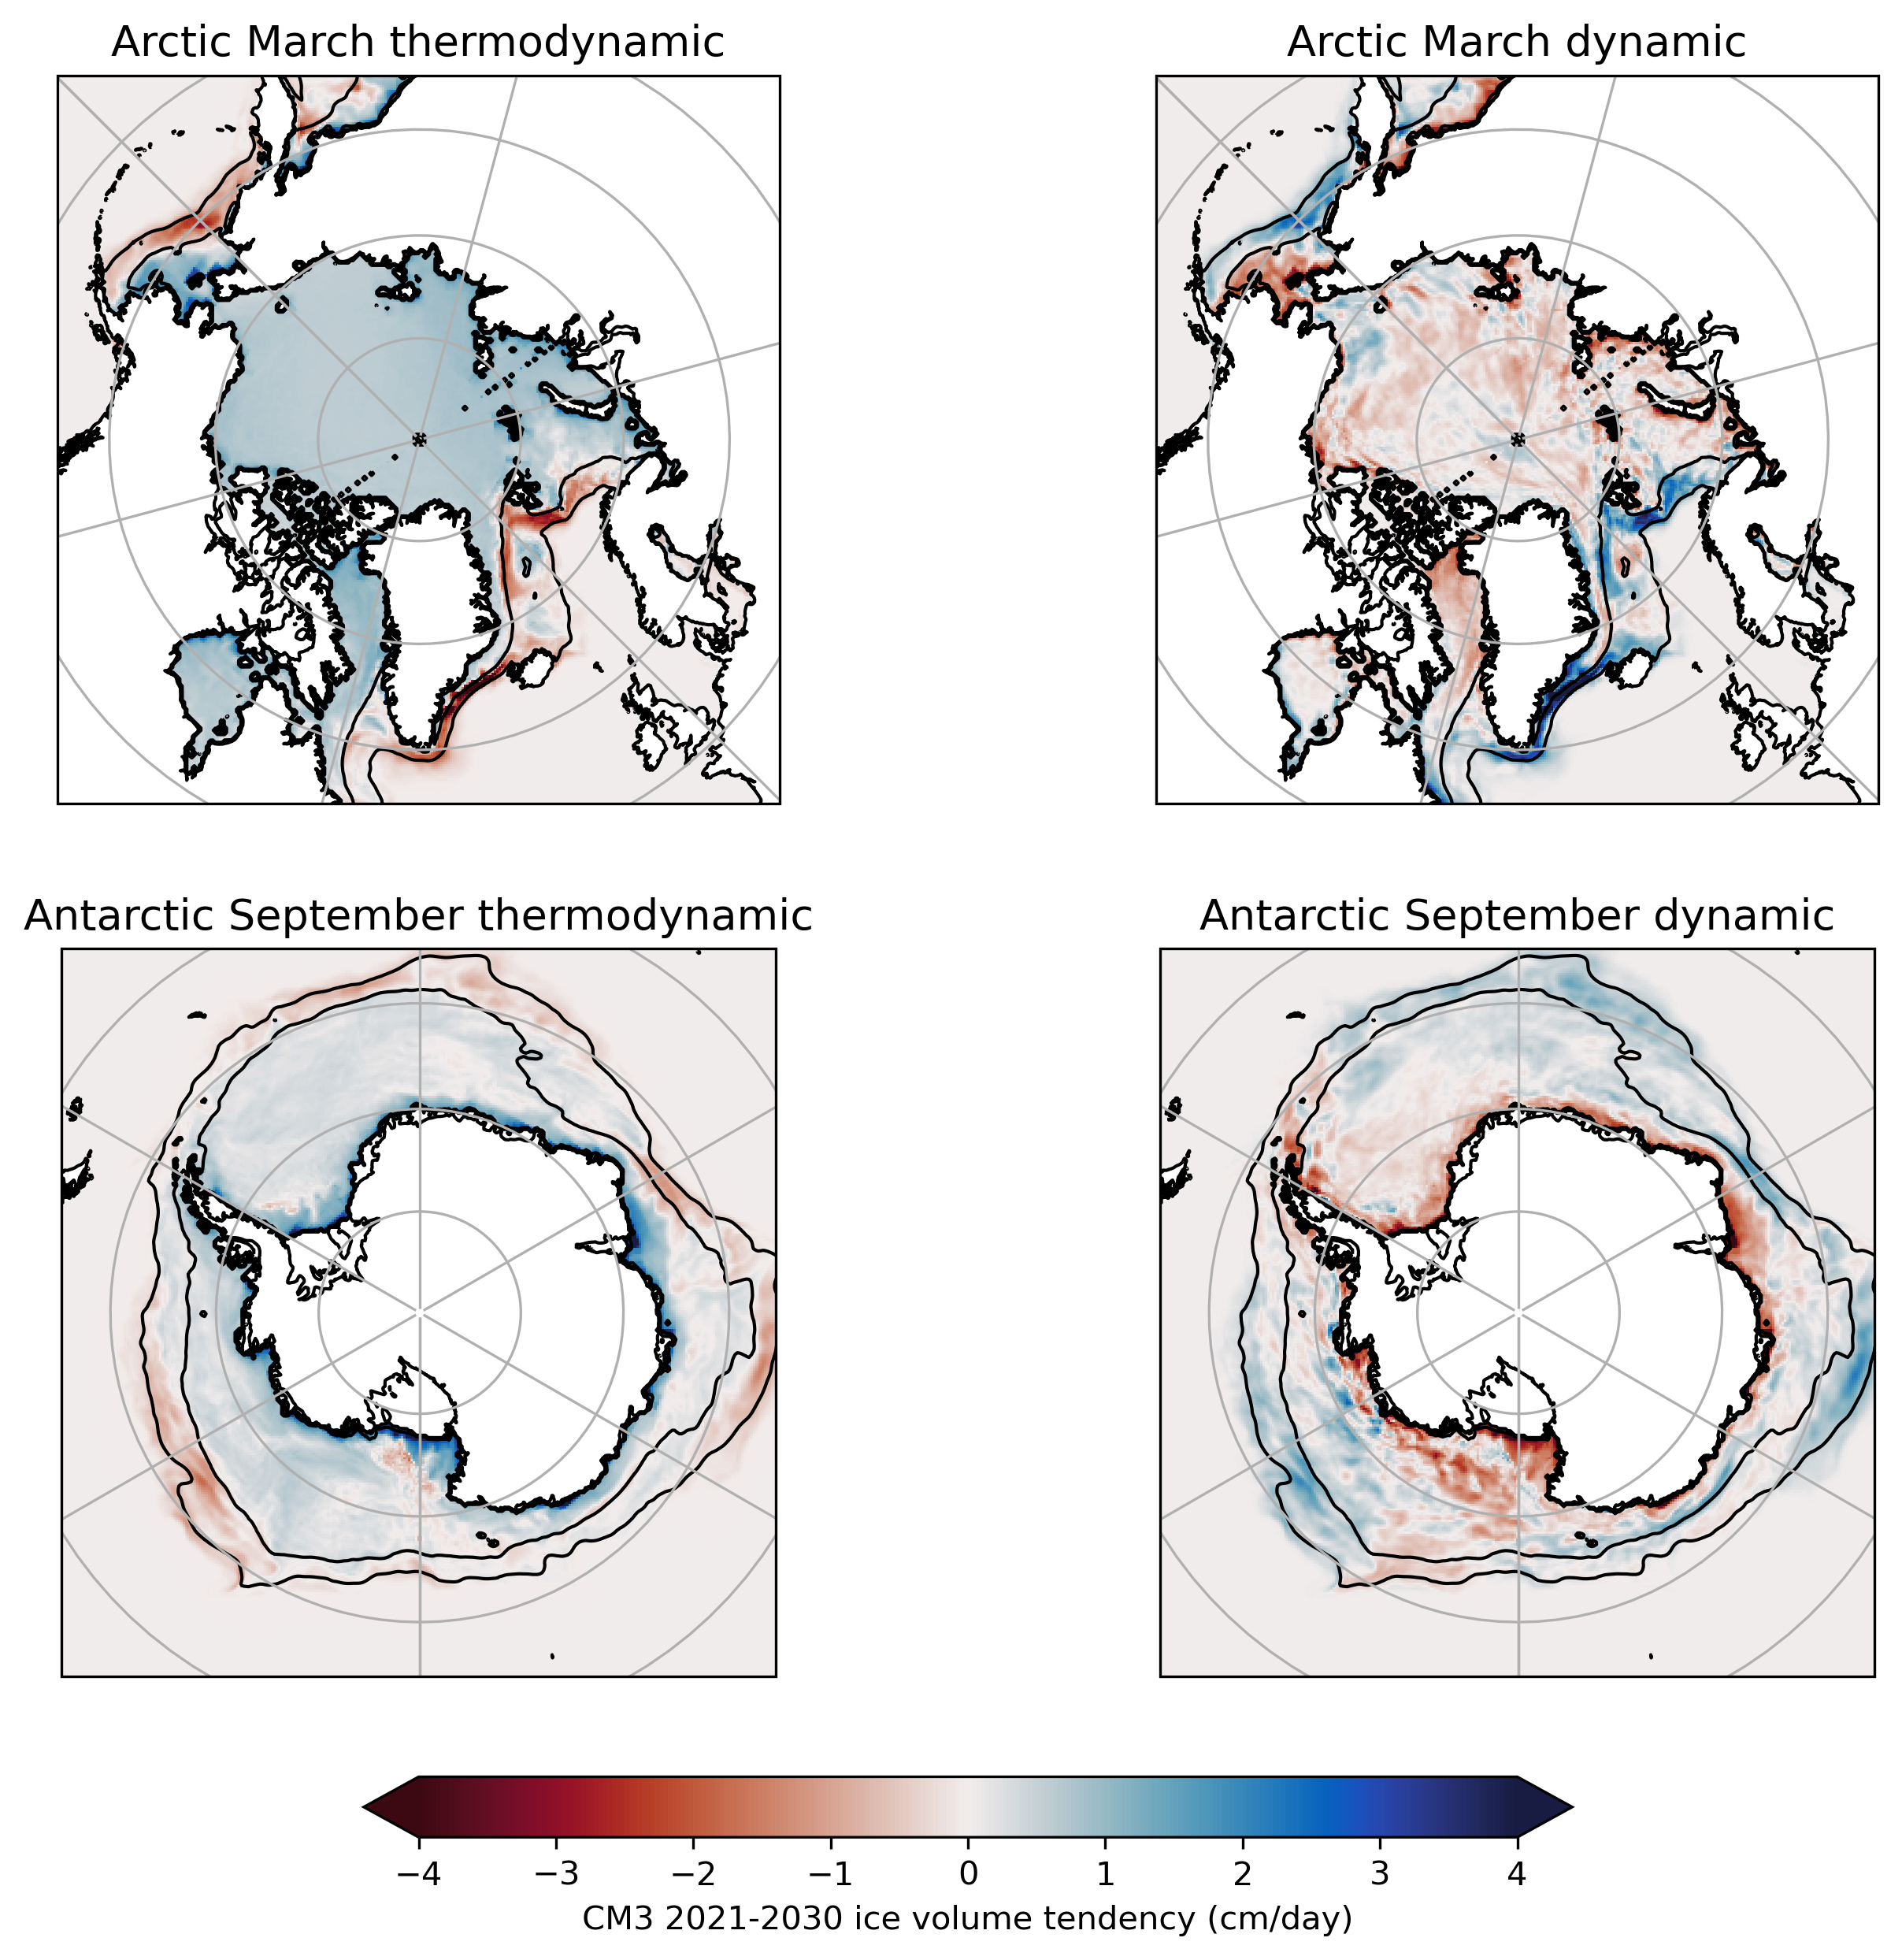 Arctic March thermodynamic
Arctic March dynamic
Antarctic September thermodynamic
Antarctic September dynamic
−4 −3 −2 −1 0 1 2 3 4
CM3 2021-2030 ice volume tendency (cm/day)